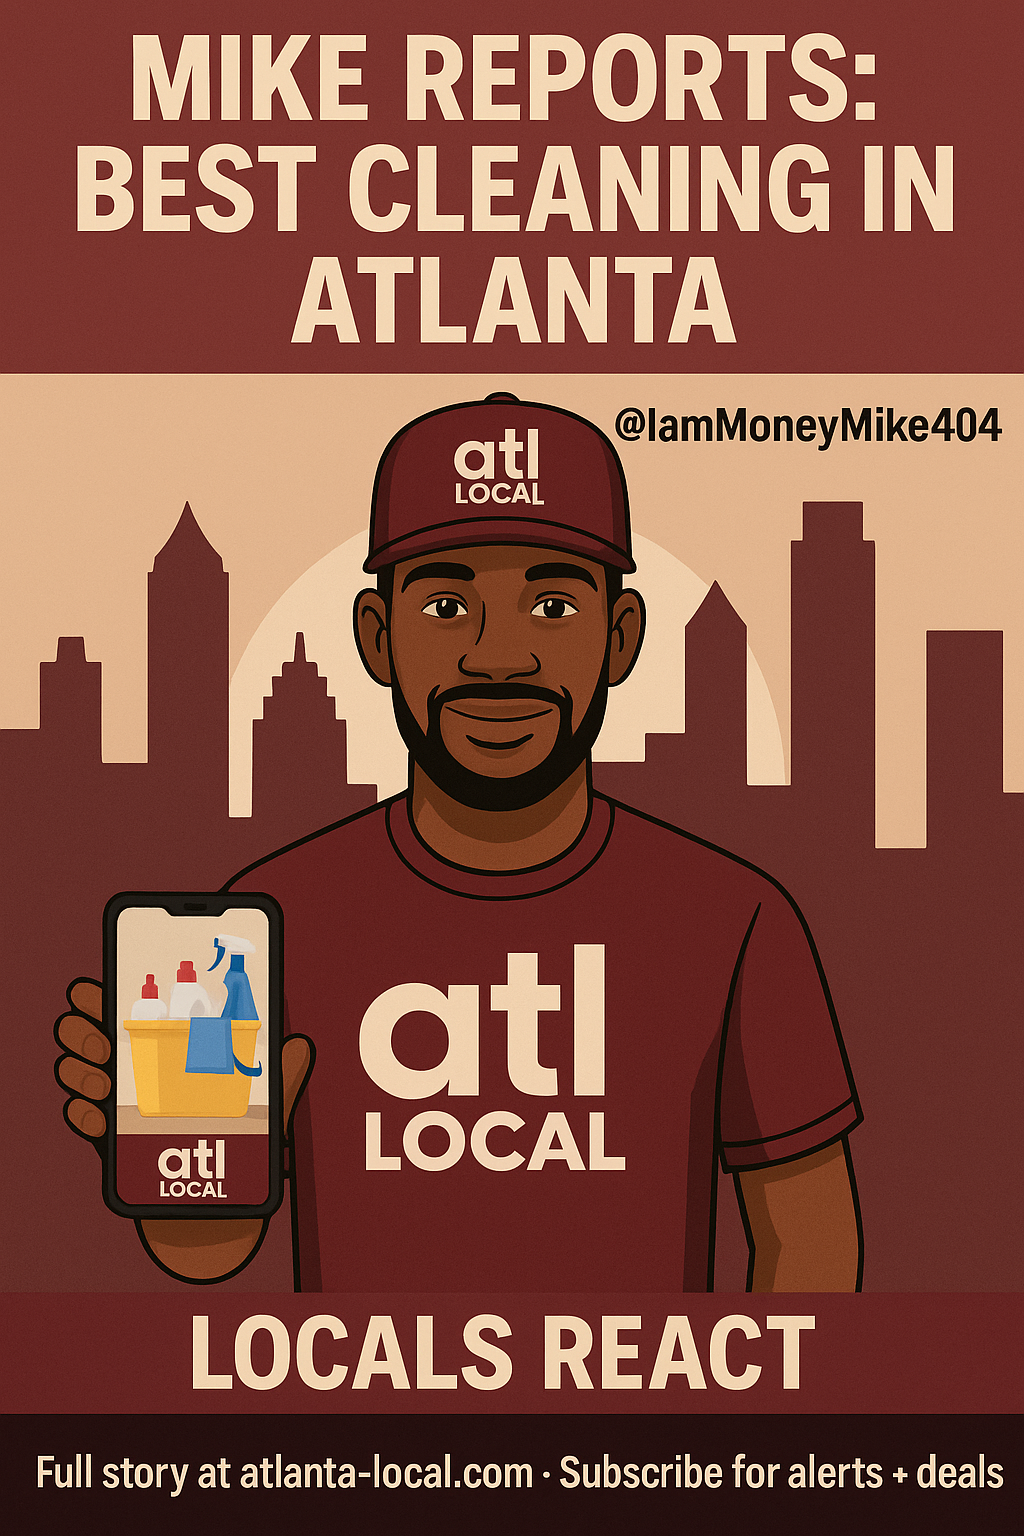 MIKE REPORTS:
BEST CLEANING IN
ATLANTA
@IamMoneyMike404
atl
LOCAL
atl
LOCAL
atl
LOCAL
LOCALS REACT
Full story at atlanta-local.com · Subscribe for alerts + deals